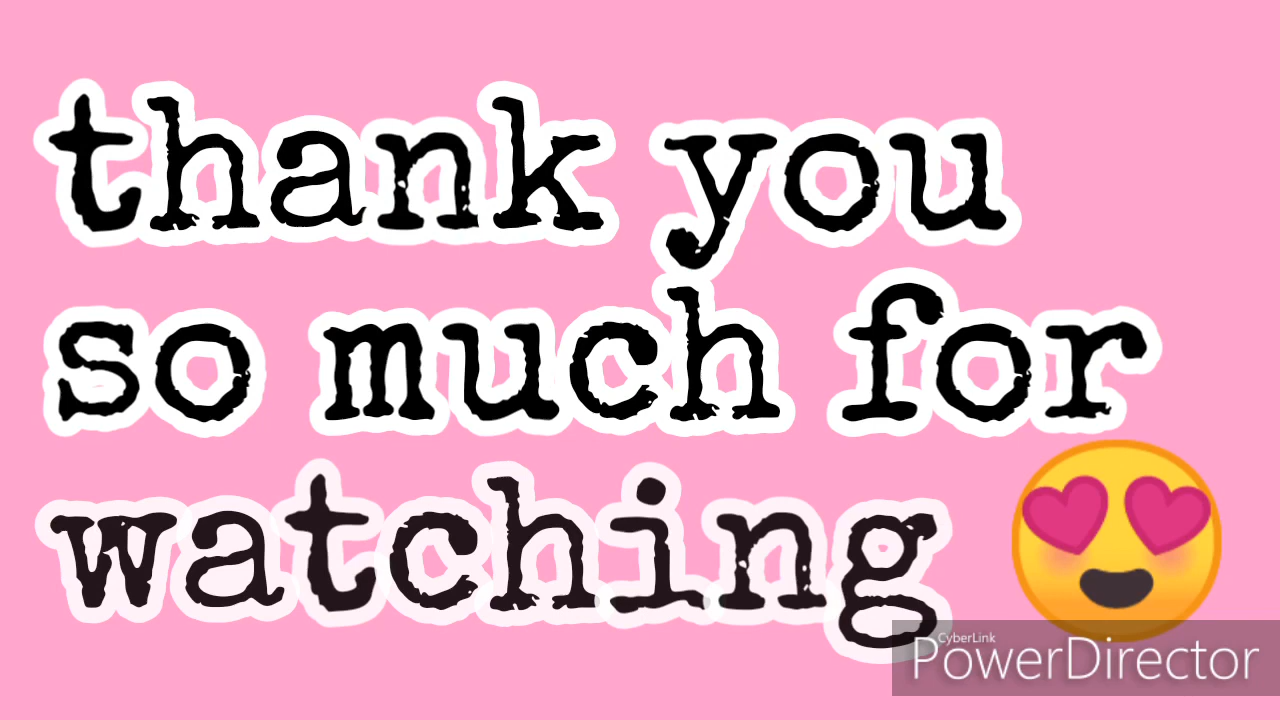 thank you
so much for
watching 😍
CyberLink
PowerDirector